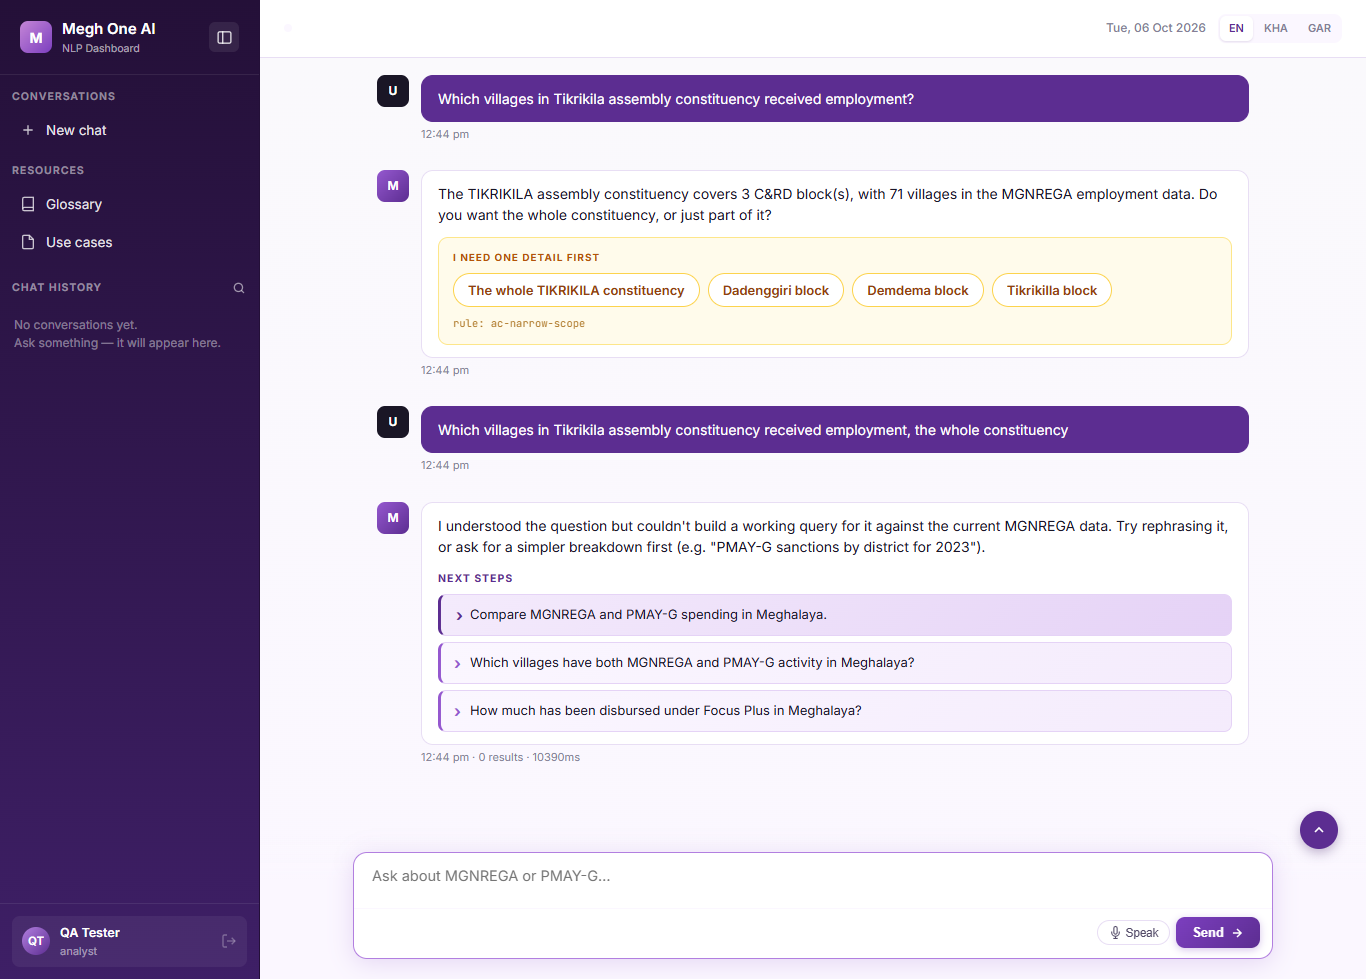 M
Megh One AI
NLP Dashboard
CONVERSATIONS
+ New chat
RESOURCES
Glossary
Use cases
CHAT HISTORY
No conversations yet.
Ask something — it will appear here.
QT
QA Tester
analyst
Tue, 06 Oct 2026
EN KHA GAR
U
Which villages in Tikrikila assembly constituency received employment?
12:44 pm
M
The TIKRIKILA assembly constituency covers 3 C&RD block(s), with 71 villages in the MGNREGA employment data. Do
you want the whole constituency, or just part of it?
I NEED ONE DETAIL FIRST
The whole TIKRIKILA constituency Dadenggiri block Demdema block Tikrikilla block
rule: ac-narrow-scope
12:44 pm
U
Which villages in Tikrikila assembly constituency received employment, the whole constituency
12:44 pm
M
I understood the question but couldn't build a working query for it against the current MGNREGA data. Try rephrasing it,
or ask for a simpler breakdown first (e.g. "PMAY-G sanctions by district for 2023").
NEXT STEPS
› Compare MGNREGA and PMAY-G spending in Meghalaya.
› Which villages have both MGNREGA and PMAY-G activity in Meghalaya?
› How much has been disbursed under Focus Plus in Meghalaya?
12:44 pm · 0 results · 10390ms
Ask about MGNREGA or PMAY-G...
Speak
Send →